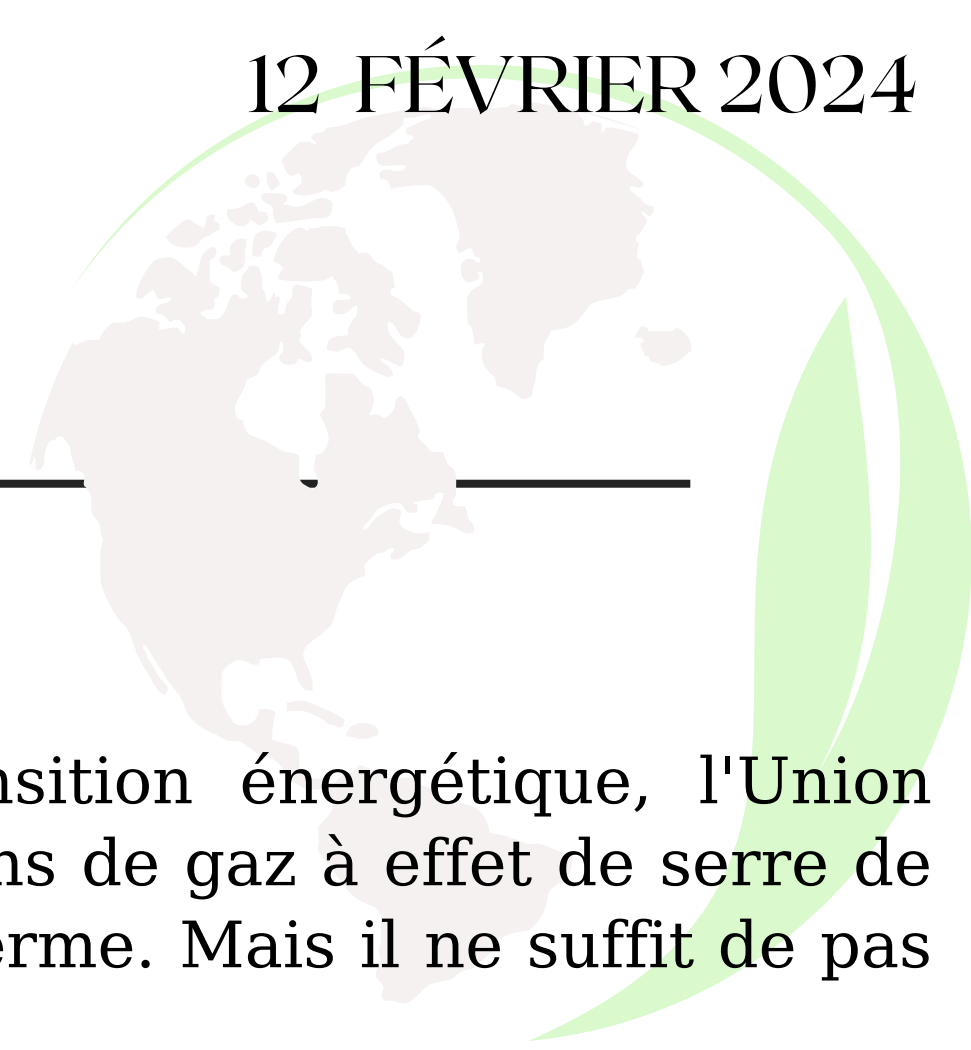 12 FÉVRIER 2024
nsition énergétique, l'Union
ns de gaz à effet de serre de
erme. Mais il ne suffit de pas